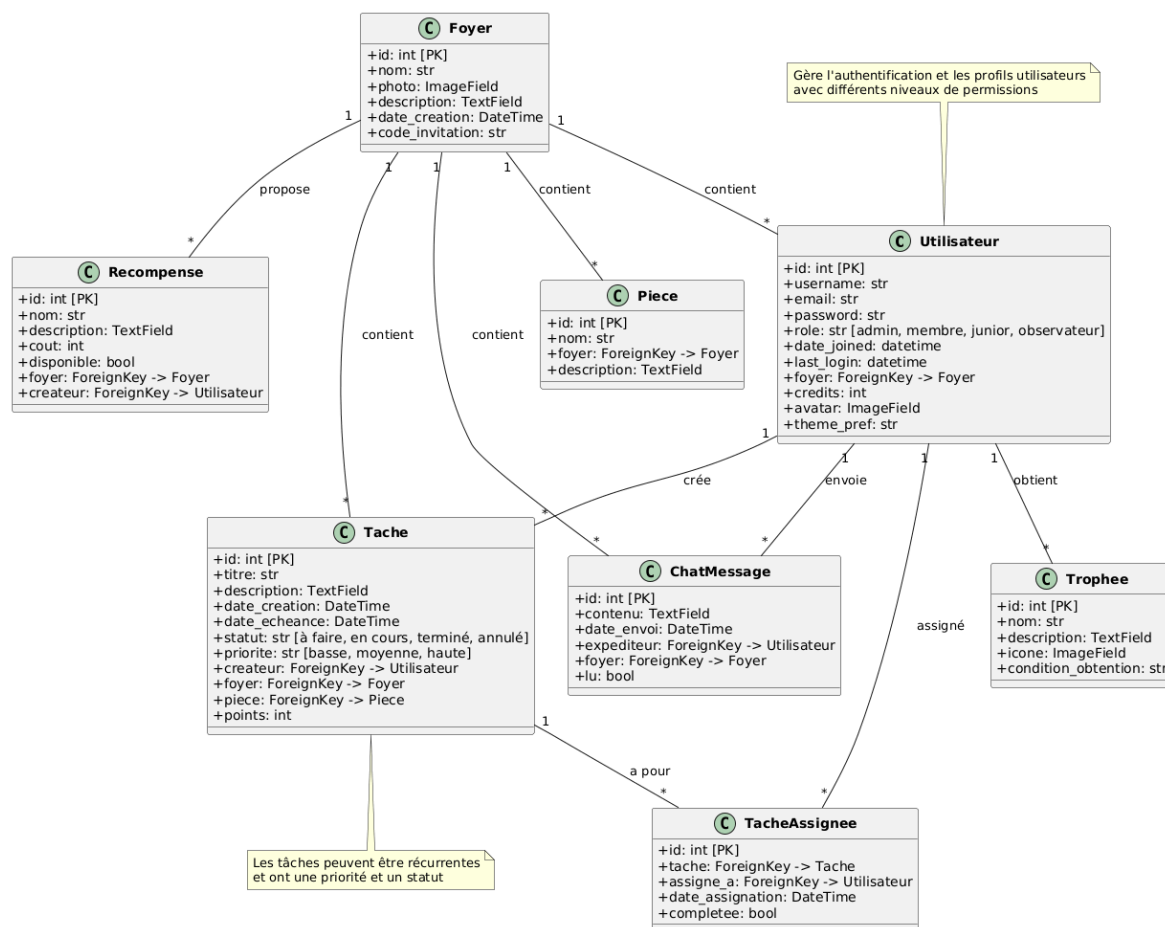 Foyer
+id: int [PK]
+nom: str
+photo: ImageField
+description: TextField
+date_creation: DateTime
+code_invitation: str
Gère l'authentification et les profils utilisateurs
avec différents niveaux de permissions
1
1
1
1
1
propose
contient
contient
*
*
*
Utilisateur
+id: int [PK]
+username: str
+email: str
+password: str
+role: str [admin, membre, junior, observateur]
+date_joined: datetime
+last_login: datetime
+foyer: ForeignKey -> Foyer
+credits: int
+avatar: ImageField
+theme_pref: str
Recompense
+id: int [PK]
+nom: str
+description: TextField
+cout: int
+disponible: bool
+foyer: ForeignKey -> Foyer
+createur: ForeignKey -> Utilisateur
Piece
+id: int [PK]
+nom: str
+foyer: ForeignKey -> Foyer
+description: TextField
contient
contient
1
1
1
1
crée
envoie
obtient
*
*
*
*
*
Tache
+id: int [PK]
+titre: str
+description: TextField
+date_creation: DateTime
+date_echeance: DateTime
+statut: str [à faire, en cours, terminé, annulé]
+priorite: str [basse, moyenne, haute]
+createur: ForeignKey -> Utilisateur
+foyer: ForeignKey -> Foyer
+piece: ForeignKey -> Piece
+points: int
ChatMessage
+id: int [PK]
+contenu: TextField
+date_envoi: DateTime
+expediteur: ForeignKey -> Utilisateur
+foyer: ForeignKey -> Foyer
+lu: bool
assigné
Trophee
+id: int [PK]
+nom: str
+description: TextField
+icone: ImageField
+condition_obtention: str
1
a pour
*
*
Les tâches peuvent être récurrentes
et ont une priorité et un statut
TacheAssignee
+id: int [PK]
+tache: ForeignKey -> Tache
+assigne_a: ForeignKey -> Utilisateur
+date_assignation: DateTime
+completee: bool